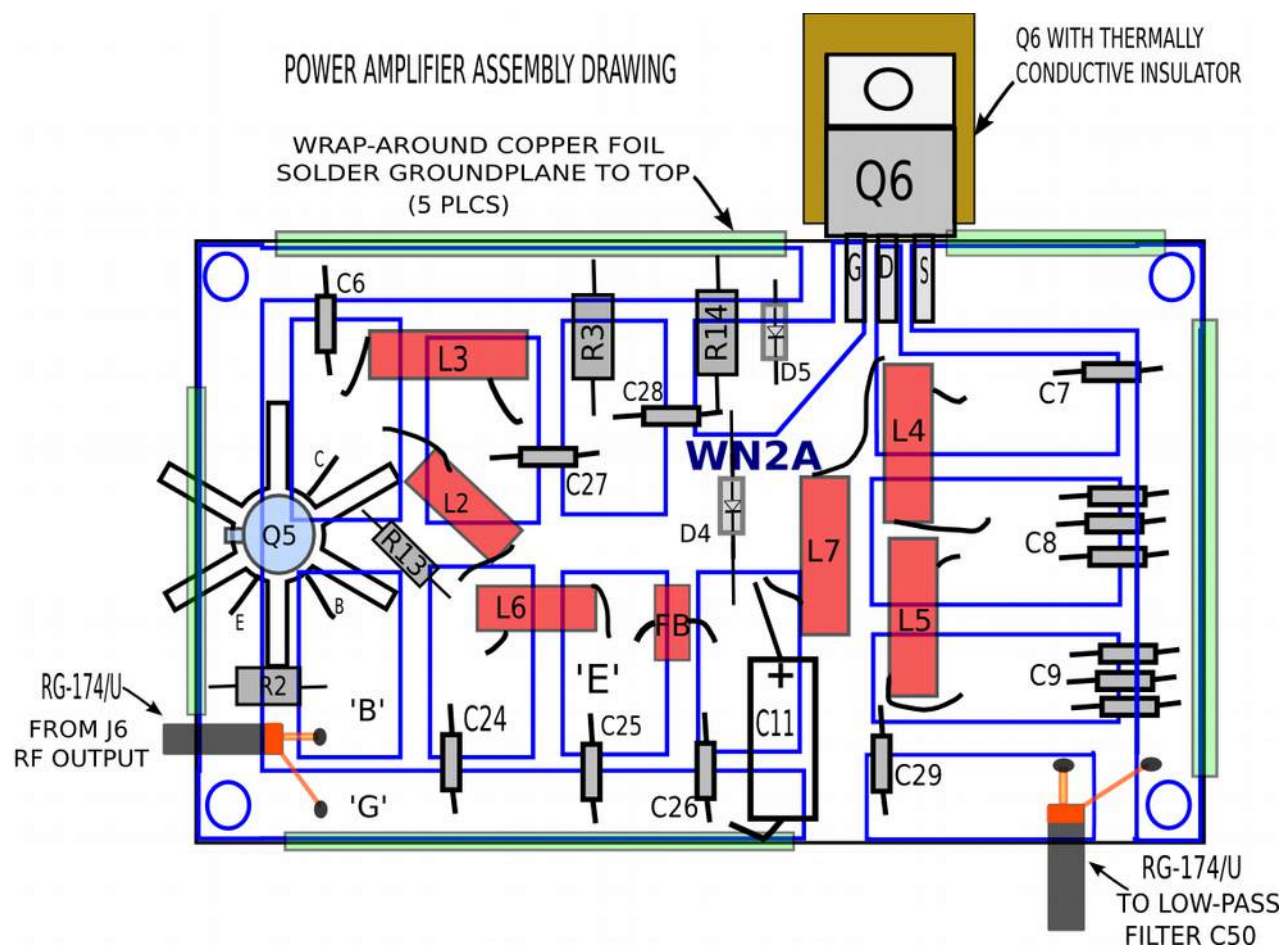 POWER AMPLIFIER ASSEMBLY DRAWING
Q6 WITH THERMALLY
CONDUCTIVE INSULATOR
WRAP-AROUND COPPER FOIL
SOLDER GROUNDPLANE TO TOP
(5 PLCS)
Q6
G D S
C6
L3
R3
R14
D5
C28
C7
WN2A
L4
C
C27
L2
Q5
R13
D4
L7
C8
E
B
L6
FB
L5
'E'
R2
'B'
C9
C24
C25
+
C11
RG-174/U
FROM J6
RF OUTPUT
'G'
C26
C29
RG-174/U
TO LOW-PASS
FILTER C50